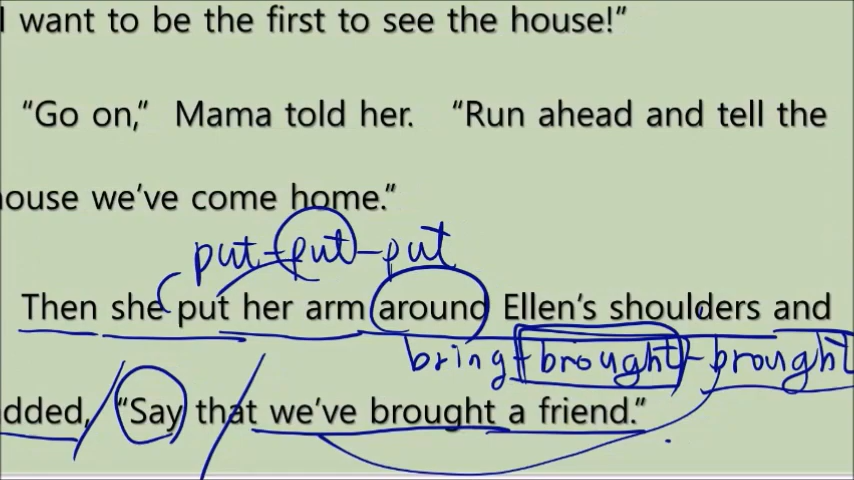 I want to be the first to see the house!”
“Go on,” Mama told her. “Run ahead and tell the
ouse we’ve come home.”
put-put-put
Then she put her arm around Ellen’s shoulders and
bring-brought-brought
dded, “Say that we’ve brought a friend.”